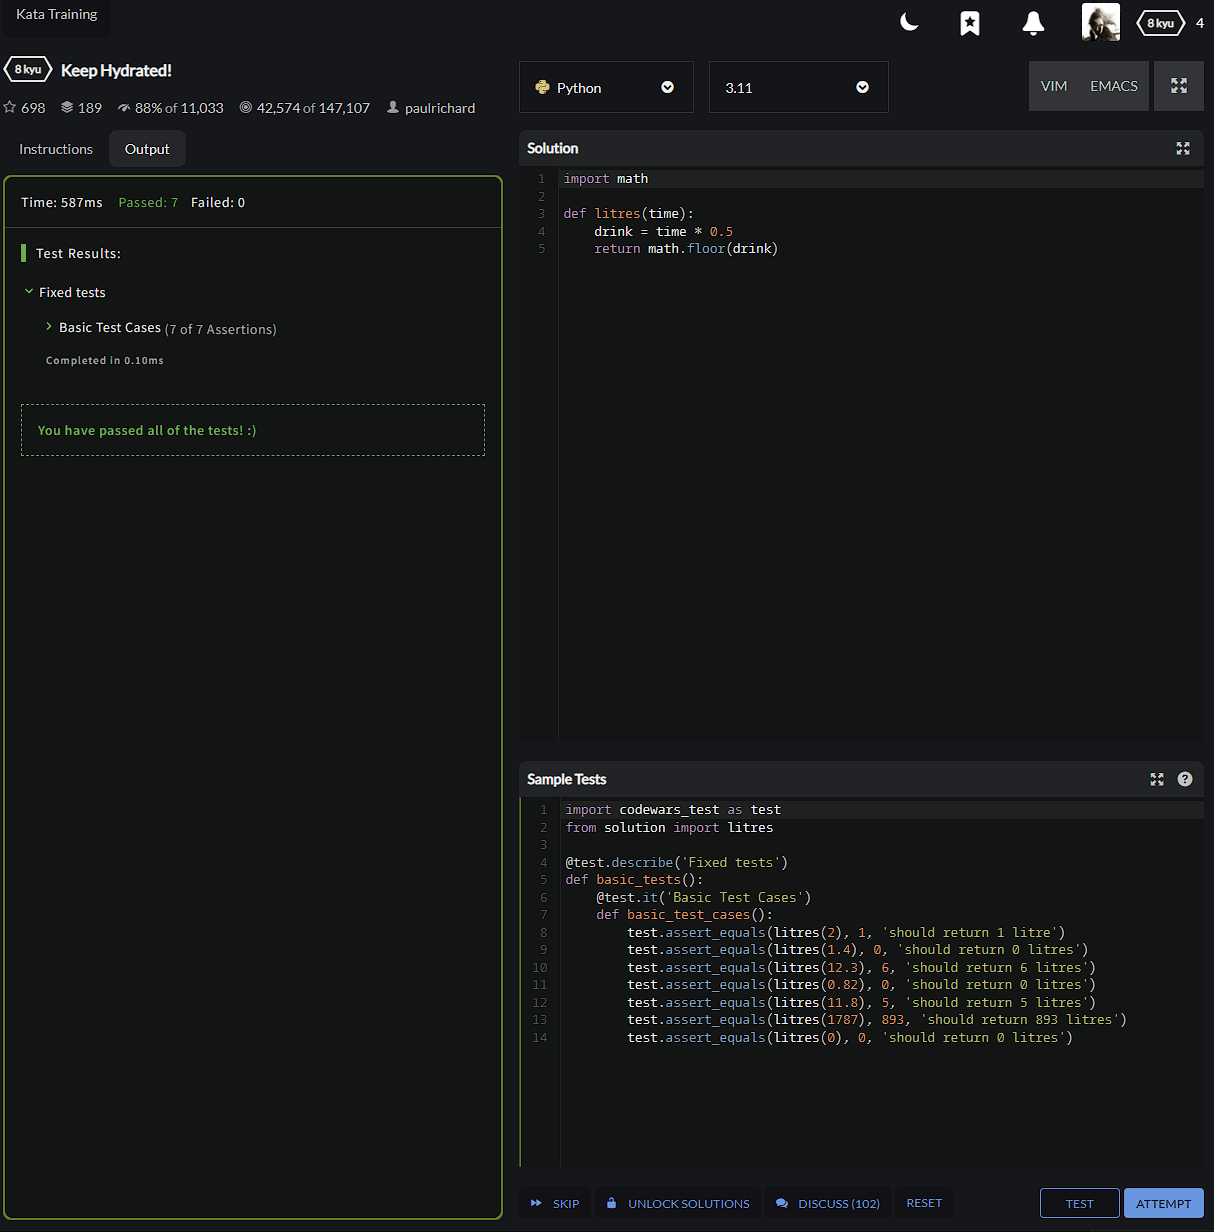 Kata Training
8 kyu 4
8 kyu Keep Hydrated!
698 189 88% of 11,033 42,574 of 147,107 paulrichard
Instructions Output
Time: 587ms Passed: 7 Failed: 0
Test Results:
Fixed tests
Basic Test Cases (7 of 7 Assertions)
Completed in 0.10ms
You have passed all of the tests! :)
Python 3.11 VIM EMACS
Solution
1 import math
2
3 def litres(time):
4     drink = time * 0.5
5     return math.floor(drink)
Sample Tests
1 import codewars_test as test
2 from solution import litres
3
4 @test.describe('Fixed tests')
5 def basic_tests():
6     @test.it('Basic Test Cases')
7     def basic_test_cases():
8         test.assert_equals(litres(2), 1, 'should return 1 litre')
9         test.assert_equals(litres(1.4), 0, 'should return 0 litres')
10         test.assert_equals(litres(12.3), 6, 'should return 6 litres')
11         test.assert_equals(litres(0.82), 0, 'should return 0 litres')
12         test.assert_equals(litres(11.8), 5, 'should return 5 litres')
13         test.assert_equals(litres(1787), 893, 'should return 893 litres')
14         test.assert_equals(litres(0), 0, 'should return 0 litres')
SKIP UNLOCK SOLUTIONS DISCUSS (102) RESET TEST ATTEMPT